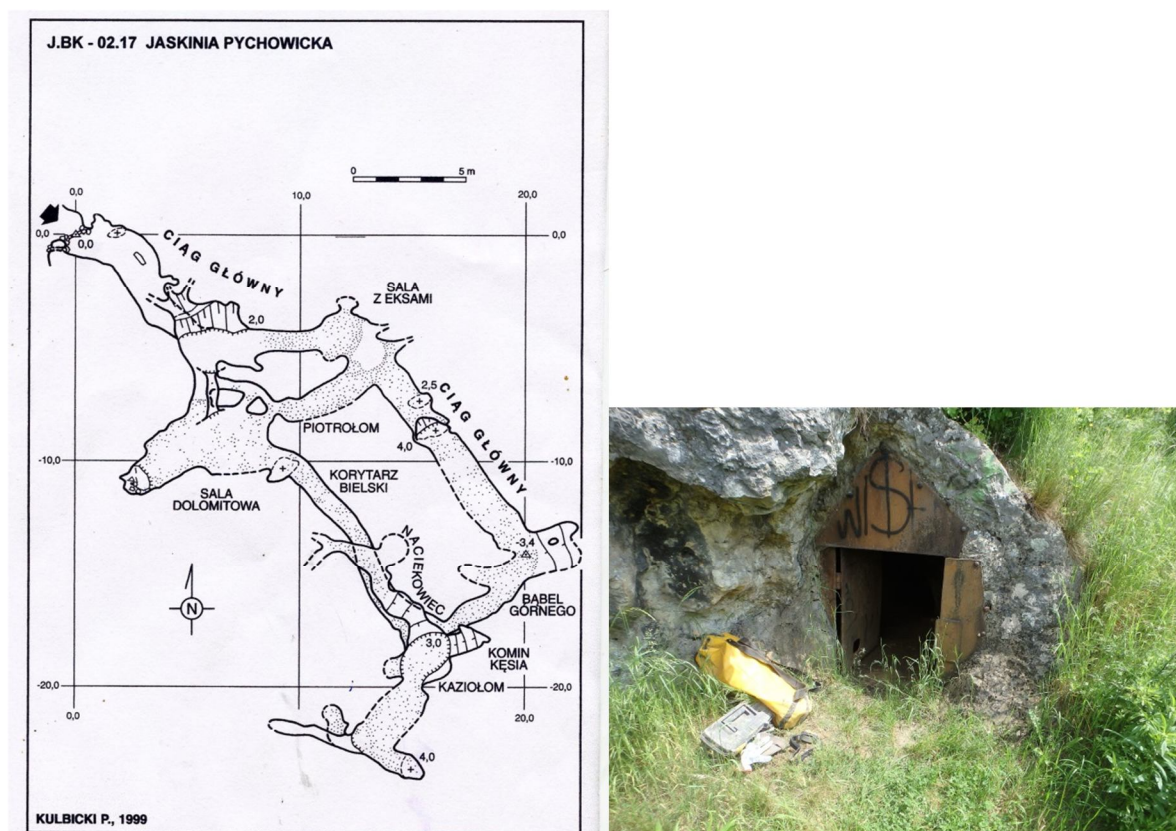 J.BK - 02.17 JASKINIA PYCHOWICKA
0 5 m
0,0 10,0 20,0
0,0 0,0 0,0
CIĄG GŁÓWNY
SALA
Z EKSAMI
2,0
2,5
CIĄG GŁÓWNY
PIOTROŁOM
4,0
-10,0 -10,0
KORYTARZ
BIELSKI
SALA
DOLOMITOWA
NACIEKOWIEC
-3,4
N
BĄBEL
GÓRNEGO
3,0
KOMIN
KĘSIA
KAZIOŁOM
-20,0 -20,0
0,0 20,0
4,0
KULBICKI P., 1999